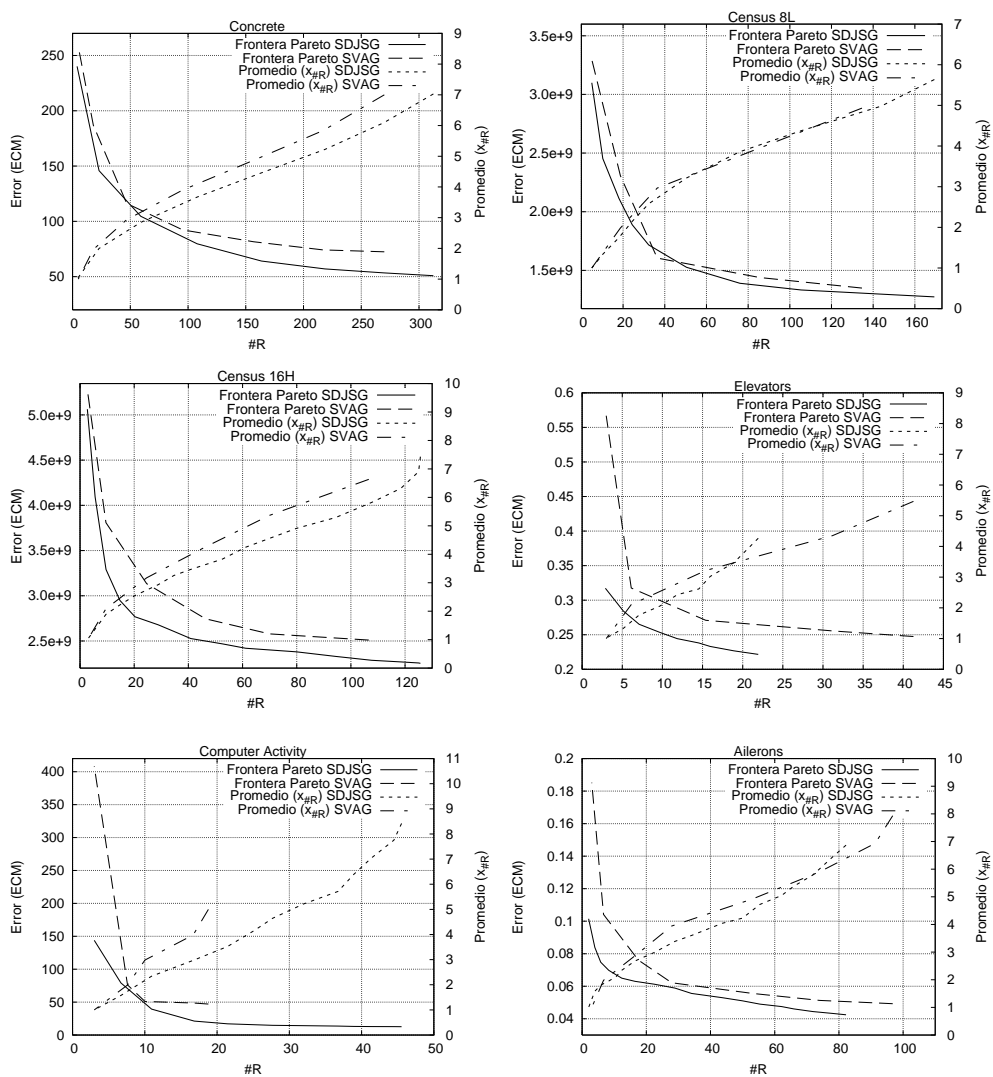 Concrete
Error (ECM)
250
200
150
100
50
Frontera Pareto SDJSG
Frontera Pareto SVAG
Promedio (x#R) SDJSG
Promedio (x#R) SVAG
9
8
7
6
5
4
3
2
1
0
Promedio (x#R)
0 50 100 150 200 250 300
#R
Census 8L
Error (ECM)
3.5e+9
3.0e+9
2.5e+9
2.0e+9
1.5e+9
Frontera Pareto SDJSG
Frontera Pareto SVAG
Promedio (x#R) SDJSG
Promedio (x#R) SVAG
7
6
5
4
3
2
1
0
Promedio (x#R)
0 20 40 60 80 100 120 140 160
#R
Census 16H
Error (ECM)
5.0e+9
4.5e+9
4.0e+9
3.5e+9
3.0e+9
2.5e+9
Frontera Pareto SDJSG
Frontera Pareto SVAG
Promedio (x#R) SDJSG
Promedio (x#R) SVAG
10
9
8
7
6
5
4
3
2
1
0
Promedio (x#R)
0 20 40 60 80 100 120
#R
Elevators
Error (ECM)
0.6
0.55
0.5
0.45
0.4
0.35
0.3
0.25
0.2
Frontera Pareto SDJSG
Frontera Pareto SVAG
Promedio (x#R) SDJSG
Promedio (x#R) SVAG
9
8
7
6
5
4
3
2
1
0
Promedio (x#R)
0 5 10 15 20 25 30 35 40 45
#R
Computer Activity
Error (ECM)
400
350
300
250
200
150
100
50
0
Frontera Pareto SDJSG
Frontera Pareto SVAG
Promedio (x#R) SDJSG
Promedio (x#R) SVAG
11
10
9
8
7
6
5
4
3
2
1
0
Promedio (x#R)
0 10 20 30 40 50
#R
Ailerons
Error (ECM)
0.2
0.18
0.16
0.14
0.12
0.1
0.08
0.06
0.04
Frontera Pareto SDJSG
Frontera Pareto SVAG
Promedio (x#R) SDJSG
Promedio (x#R) SVAG
10
9
8
7
6
5
4
3
2
1
0
Promedio (x#R)
0 20 40 60 80 100
#R